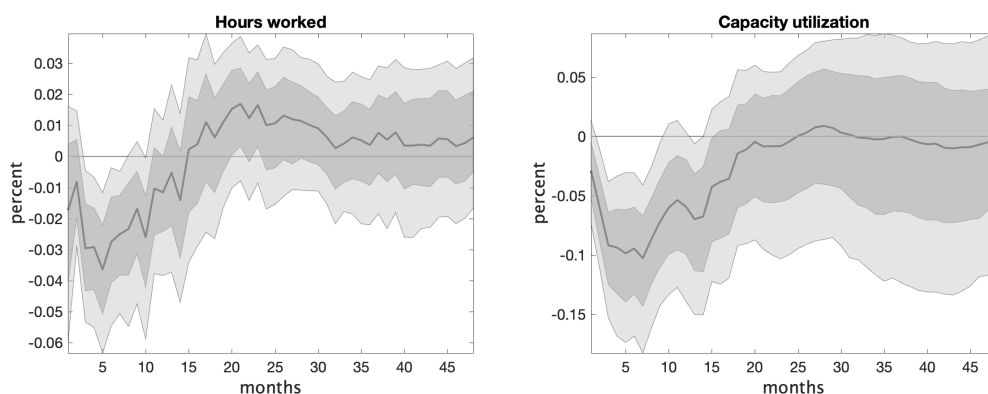 Hours worked
0.03
0.02
0.01
0
-0.01
-0.02
-0.03
-0.04
-0.05
-0.06
percent
5 10 15 20 25 30 35 40 45
months
Capacity utilization
0.05
0
-0.05
-0.1
-0.15
percent
5 10 15 20 25 30 35 40 45
months